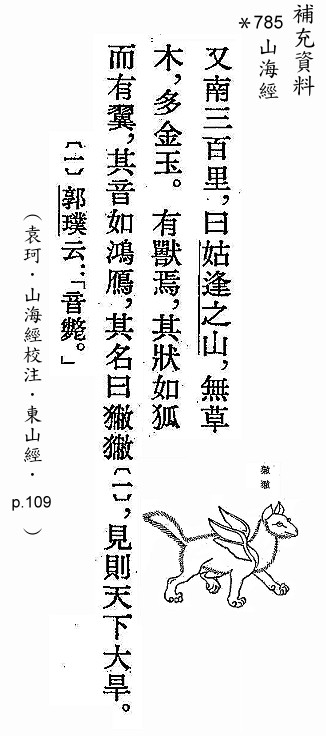 補充資料
*785
山海經
又南三百里,曰姑逢之山,無草
木,多金玉。有獸焉,其狀如狐
而有翼,其音如鴻鴈,其名曰獙獙〔一〕,見則天下大旱。
〔一〕郭璞云:「音斃。」
(袁珂.山海經校注.東山經.
p.109
)
獙獙